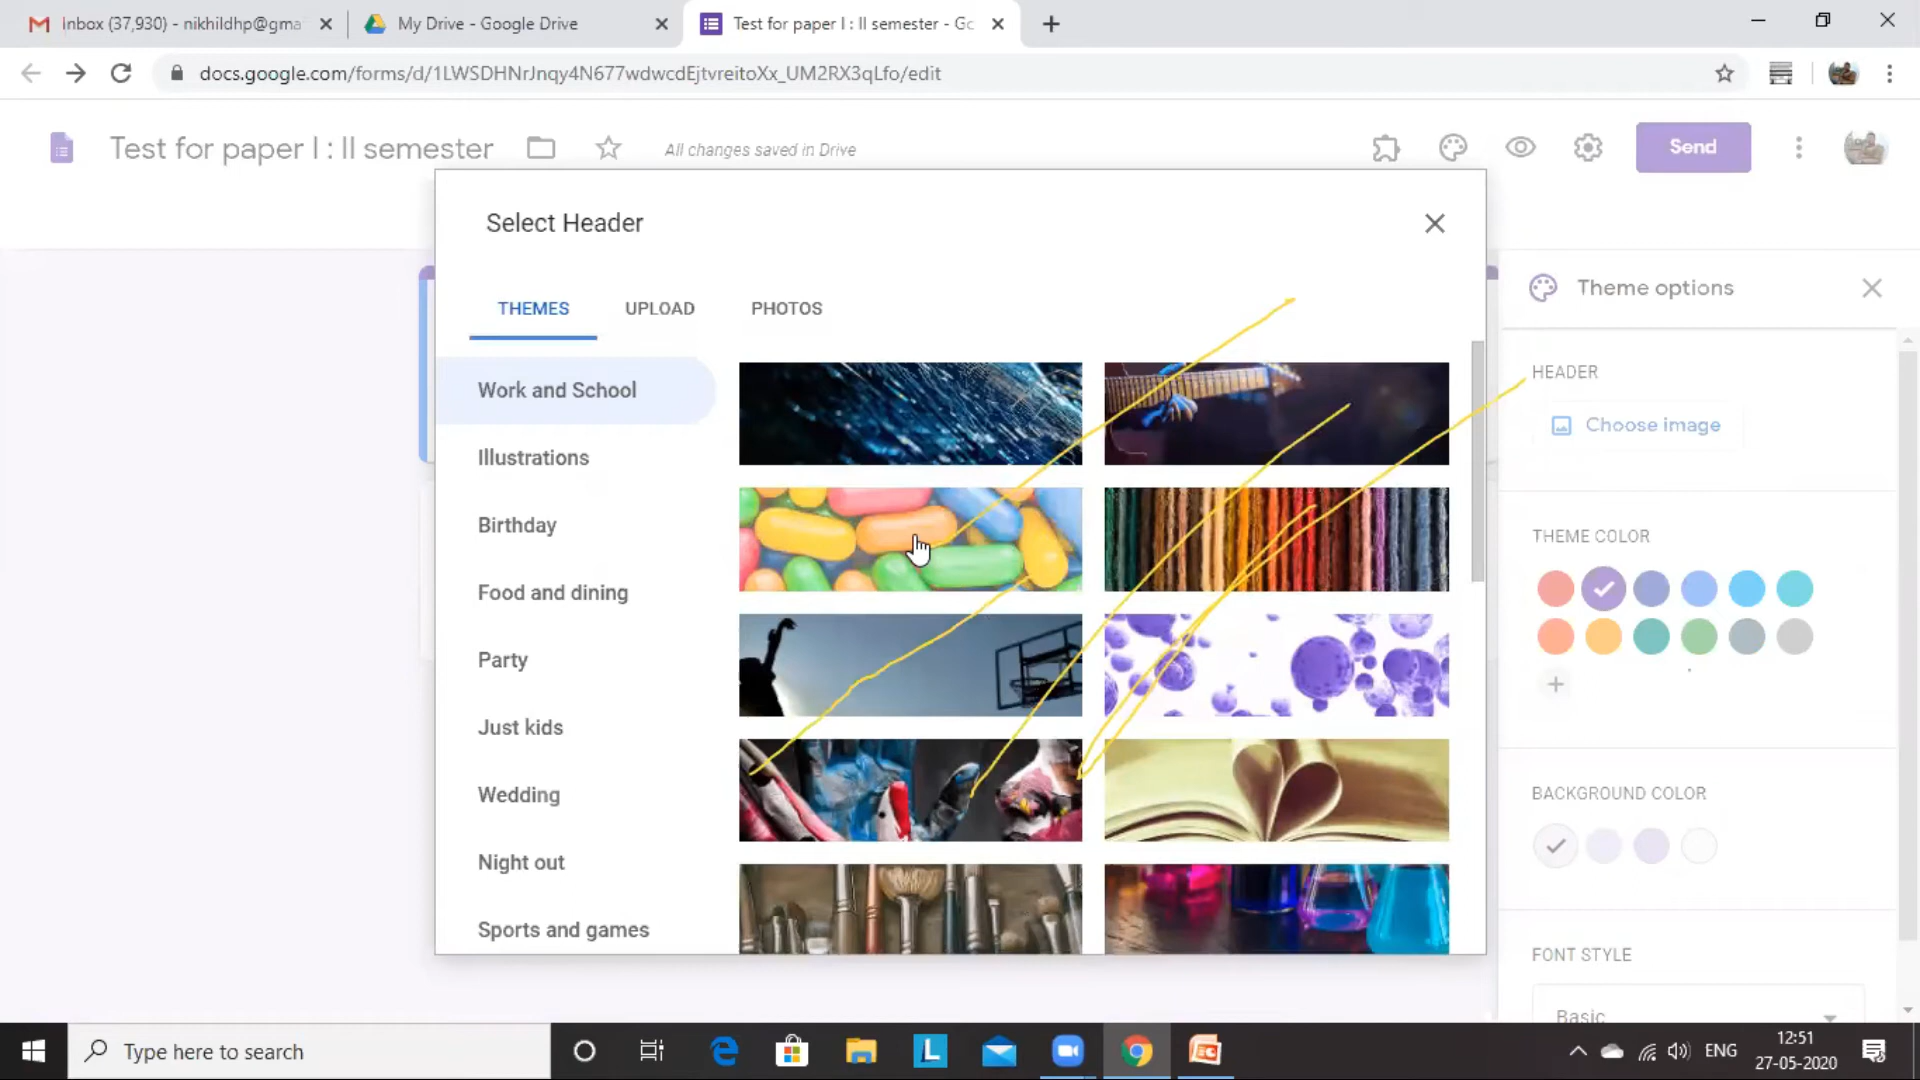 Inbox (37,930) - nikhildhp@gma
My Drive - Google Drive
Test for paper I : II semester - Go
docs.google.com/forms/d/1LWSDHNrJnqy4N677wdwcdEjtvreitoXx_UM2RX3qLfo/edit
Test for paper I : II semester
All changes saved in Drive
Send
Select Header
THEMES
UPLOAD
PHOTOS
Work and School
Illustrations
Birthday
Food and dining
Party
Just kids
Wedding
Night out
Sports and games
Theme options
HEADER
Choose image
THEME COLOR
BACKGROUND COLOR
FONT STYLE
Basic
Type here to search
ENG
12:51
27-05-2020